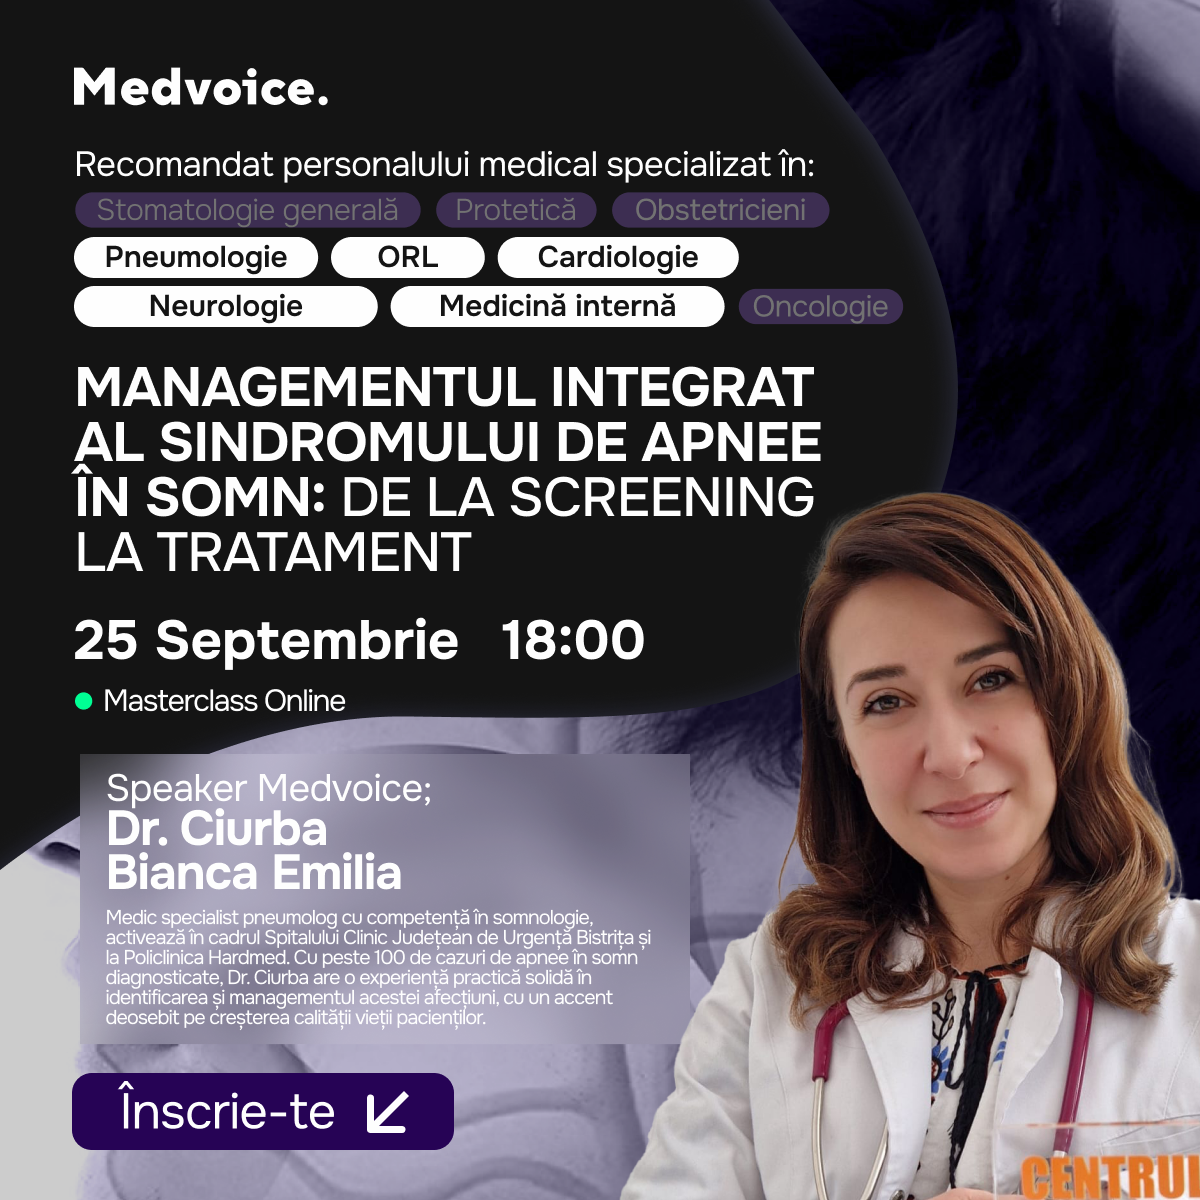 Medvoice.
Recomandat personalului medical specializat în:
Stomatologie generală Protetică Obstetricieni
Pneumologie ORL Cardiologie
Neurologie Medicină internă Oncologie
MANAGEMENTUL INTEGRAT
AL SINDROMULUI DE APNEE
ÎN SOMN: DE LA SCREENING
LA TRATAMENT
25 Septembrie 18:00
Masterclass Online
Speaker Medvoice;
Dr. Ciurba
Bianca Emilia
Medic specialist pneumolog cu competență în somnologie,
activează în cadrul Spitalului Clinic Județean de Urgență Bistrița și
la Policlinica Hardmed. Cu peste 100 de cazuri de apnee în somn
diagnosticate, Dr. Ciurba are o experiență practică solidă în
identificarea și managementul acestei afecțiuni, cu un accent
deosebit pe creșterea calității vieții pacienților.
Înscrie-te
CENTRUL